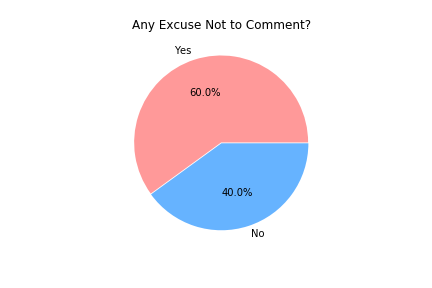 Any Excuse Not to Comment?
Yes
60.0%
40.0%
No